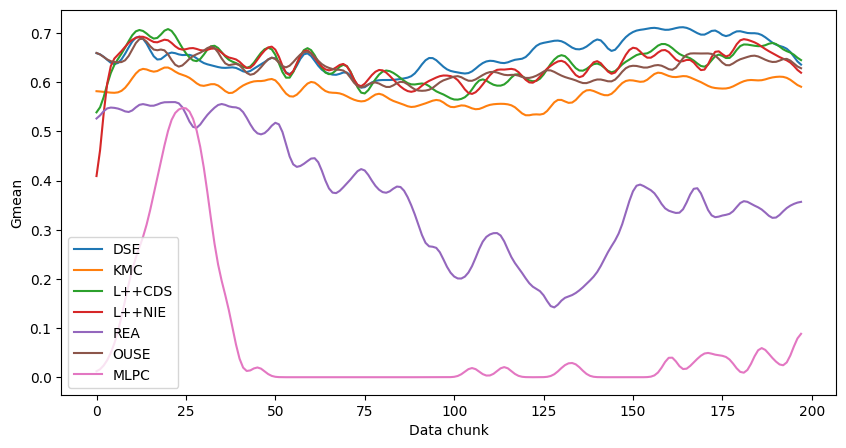 Gmean
0.7
0.6
0.5
0.4
0.3
0.2
0.1
0.0
DSE
KMC
L++CDS
L++NIE
REA
OUSE
MLPC
0 25 50 75 100 125 150 175 200
Data chunk